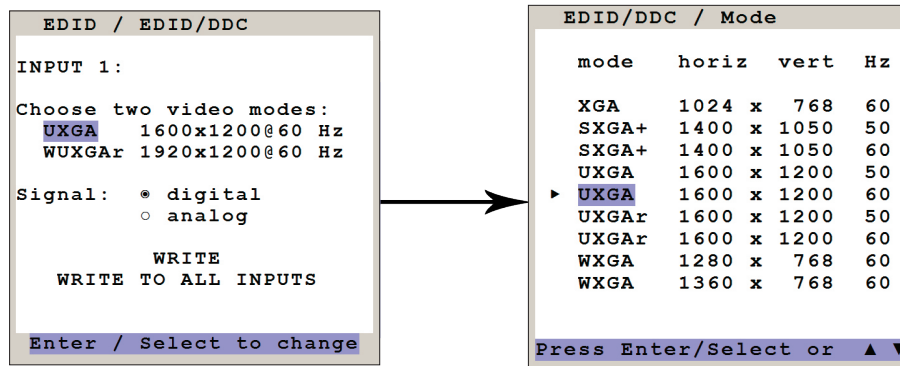 EDID / EDID/DDC
INPUT 1:
Choose two video modes:
UXGA 1600x1200@60 Hz
WUXGAr 1920x1200@60 Hz
Signal: ◉ digital
○ analog
WRITE
WRITE TO ALL INPUTS
Enter / Select to change
EDID/DDC / Mode
mode horiz vert Hz
XGA 1024 x 768 60
SXGA+ 1400 x 1050 50
SXGA+ 1400 x 1050 60
UXGA 1600 x 1200 50
► UXGA 1600 x 1200 60
UXGAr 1600 x 1200 50
UXGAr 1600 x 1200 60
WXGA 1280 x 768 60
WXGA 1360 x 768 60
Press Enter/Select or ▲ ▼